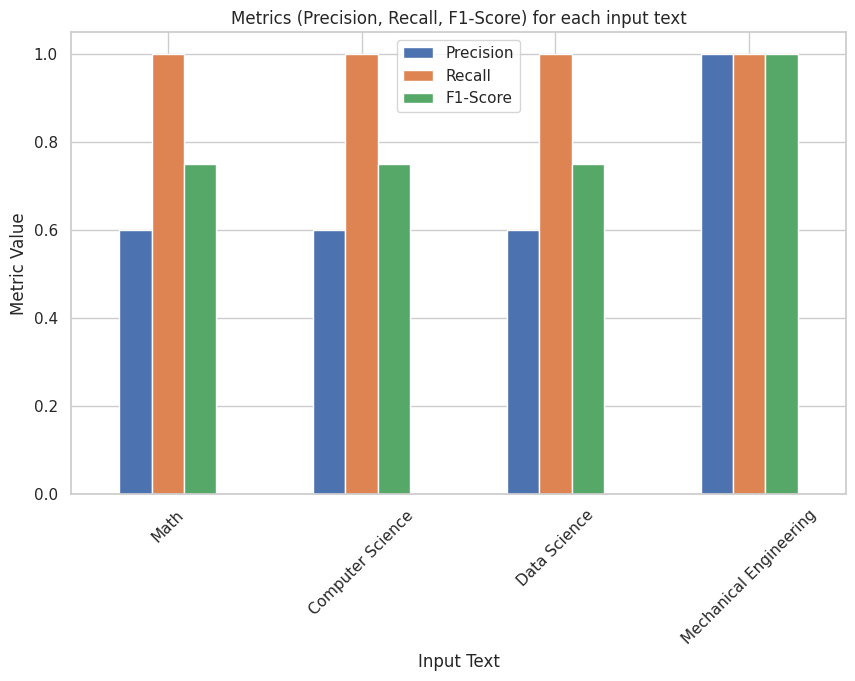 Metrics (Precision, Recall, F1-Score) for each input text
Precision
Recall
F1-Score
1.0
0.8
0.6
0.4
0.2
0.0
Metric Value
Math
Computer Science
Data Science
Mechanical Engineering
Input Text